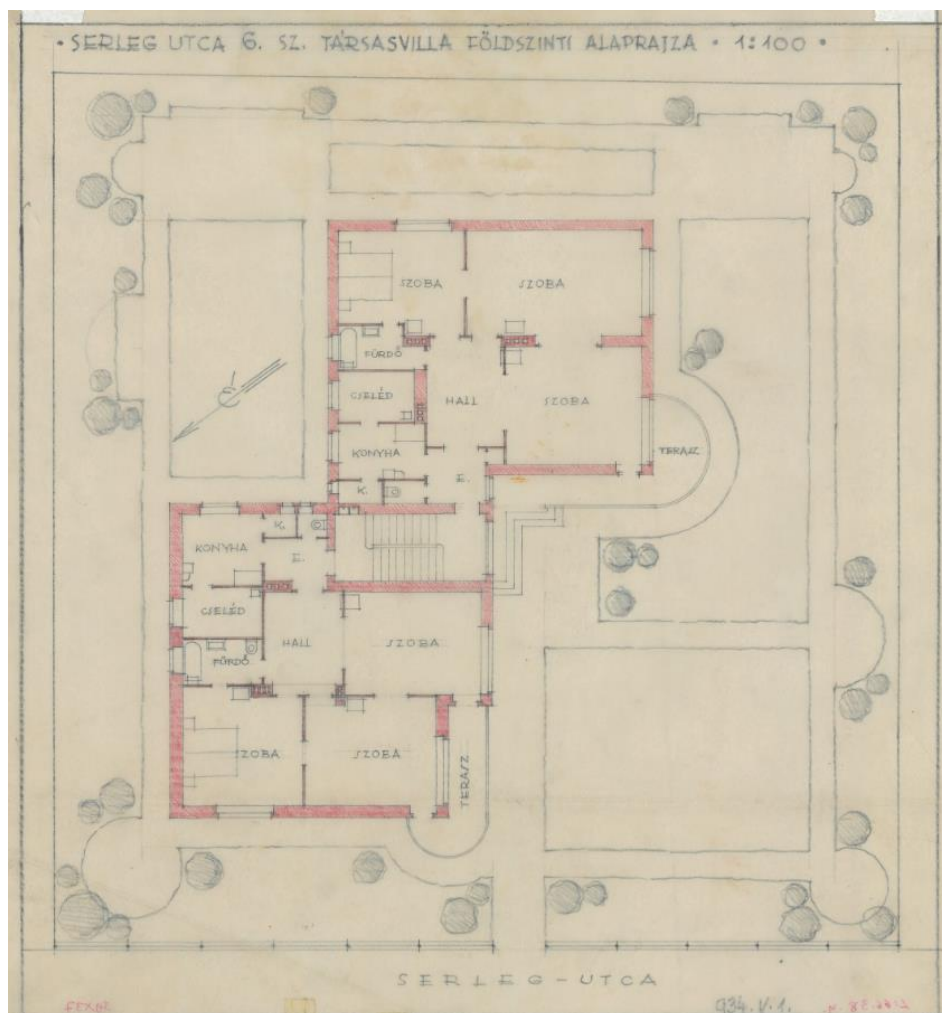 • SERLEG UTCA 6. SZ. TÁRSASVILLA FÖLDSZINTI ALAPRAJZA • 1:100 •
SZOBA
SZOBA
FÜRDŐ
CSELÉD
HALL
SZOBA
KONYHA
TERASZ
K.
E.
K.
KONYHA
E.
CSELÉD
HALL
SZOBA
FÜRDŐ
SZOBA
SZOBA
TERASZ
SERLEG-UTCA
934. V. 1.